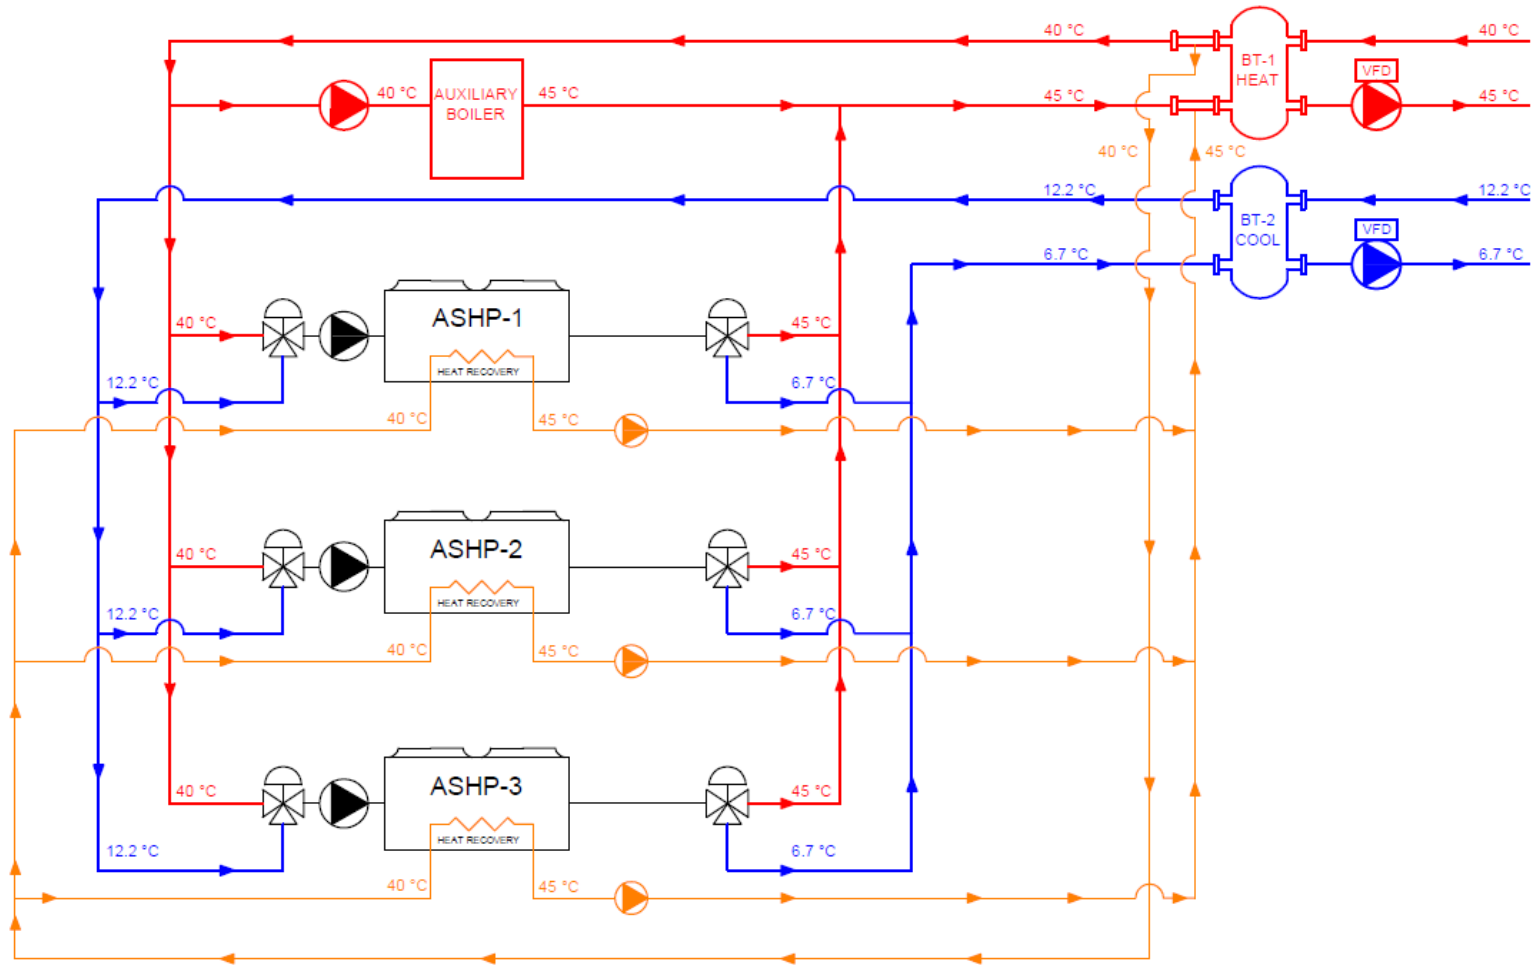 40 °C
40 °C
BT-1
HEAT
VFD
40 °C
AUXILIARY
BOILER
45 °C
45 °C
45 °C
40 °C
45 °C
12.2 °C
12.2 °C
BT-2
COOL
VFD
6.7 °C
6.7 °C
40 °C
ASHP-1
45 °C
HEAT RECOVERY
12.2 °C
6.7 °C
40 °C
45 °C
40 °C
ASHP-2
45 °C
HEAT RECOVERY
12.2 °C
6.7 °C
40 °C
45 °C
40 °C
ASHP-3
45 °C
HEAT RECOVERY
12.2 °C
6.7 °C
40 °C
45 °C